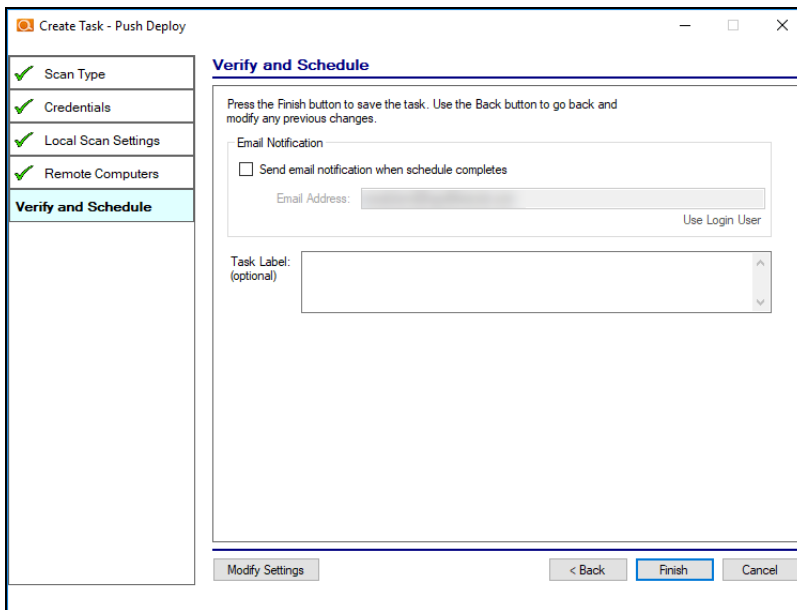 Create Task - Push Deploy
Scan Type
Credentials
Local Scan Settings
Remote Computers
Verify and Schedule
Verify and Schedule
Press the Finish button to save the task. Use the Back button to go back and
modify any previous changes.
Email Notification
Send email notification when schedule completes
Email Address:
Use Login User
Task Label:
(optional)
Modify Settings
< Back
Finish
Cancel